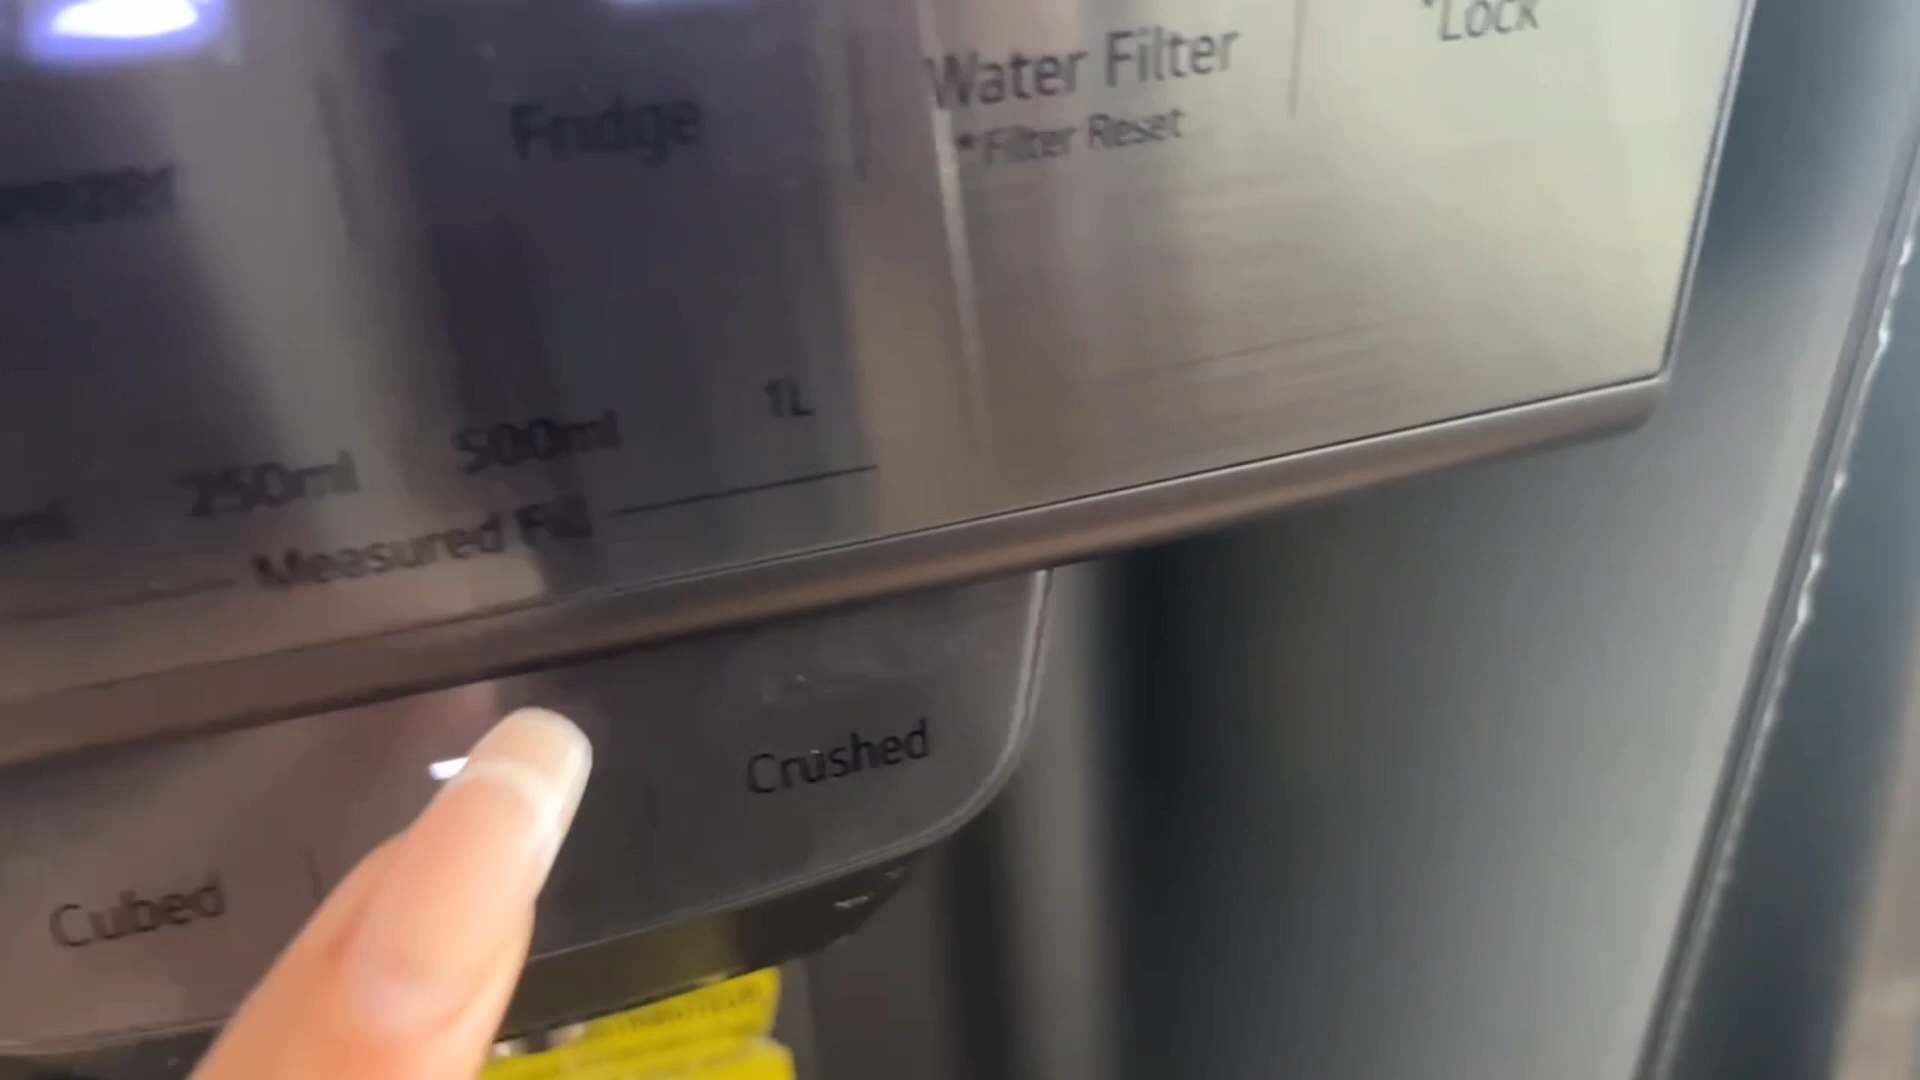 *Lock
Water Filter
*Filter Reset
Fridge
1L
500ml
250ml
Measured Fill
Crushed
Cubed